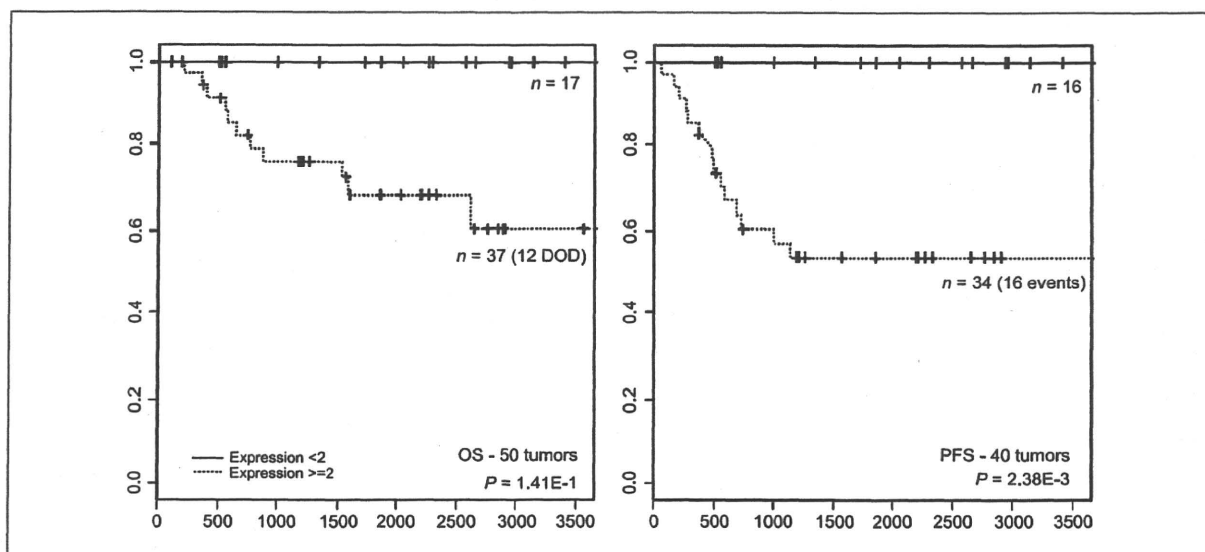 1.0
0.8
0.6
0.4
0.2
0.0
n = 17
n = 37 (12 DOD)
Expression <2
Expression >=2
OS - 50 tumors
P = 1.41E-1
0 500 1000 1500 2000 2500 3000 3500
1.0
0.8
0.6
0.4
0.2
0.0
n = 16
n = 34 (16 events)
PFS - 40 tumors
P = 2.38E-3
0 500 1000 1500 2000 2500 3000 3500